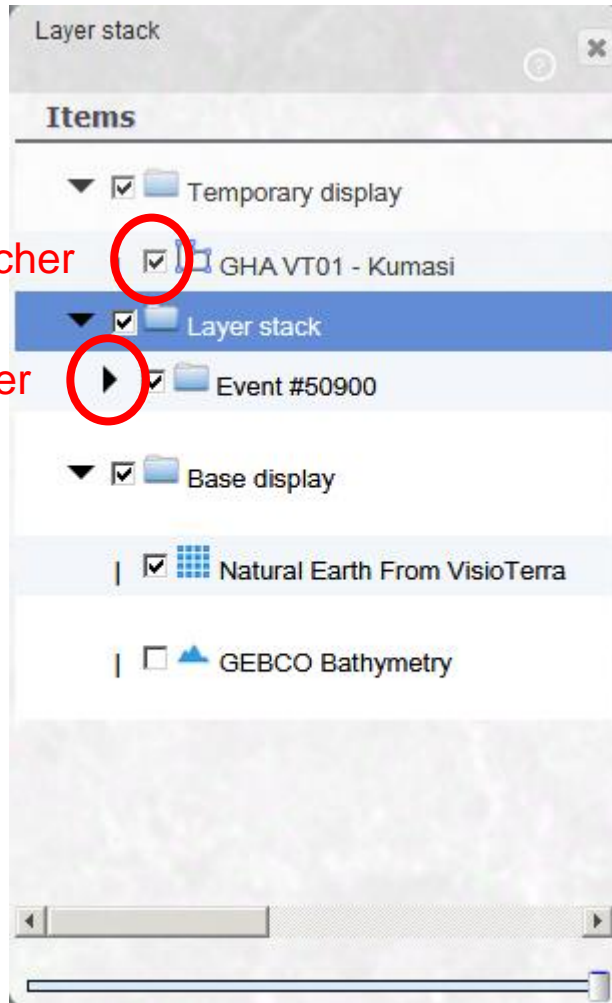 Layer stack
Items
Temporary display
cher
GHA VT01 - Kumasi
Layer stack
er
Event #50900
Base display
Natural Earth From VisioTerra
GEBCO Bathymetry